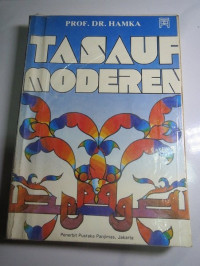 PROF. DR. HAMKA
TASAUF
MODEREN
Penerbit Pustaka Panjimas, Jakarta